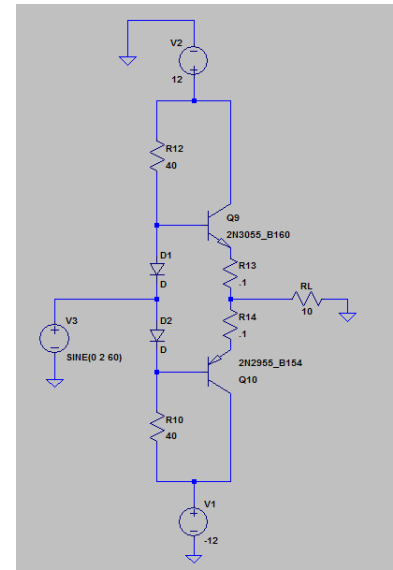 V2
12
R12
40
Q9
2N3055_B160
D1
D
R13
.1
RL
10
D2
D
R14
.1
V3
SINE(0 2 60)
2N2955_B154
Q10
R10
40
V1
-12